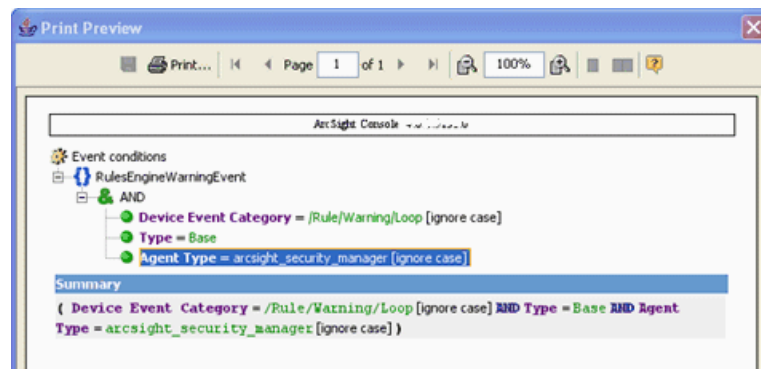 Print Preview
Print... Page 1 of 1 100%
ArcSight Console
Event conditions
RulesEngineWarningEvent
AND
Device Event Category = /Rule/Warning/Loop [ignore case]
Type = Base
Agent Type = arcsight_security_manager [ignore case]
Summary
( Device Event Category = /Rule/Warning/Loop [ignore case] AND Type = Base AND Agent
Type = arcsight_security_manager [ignore case] )